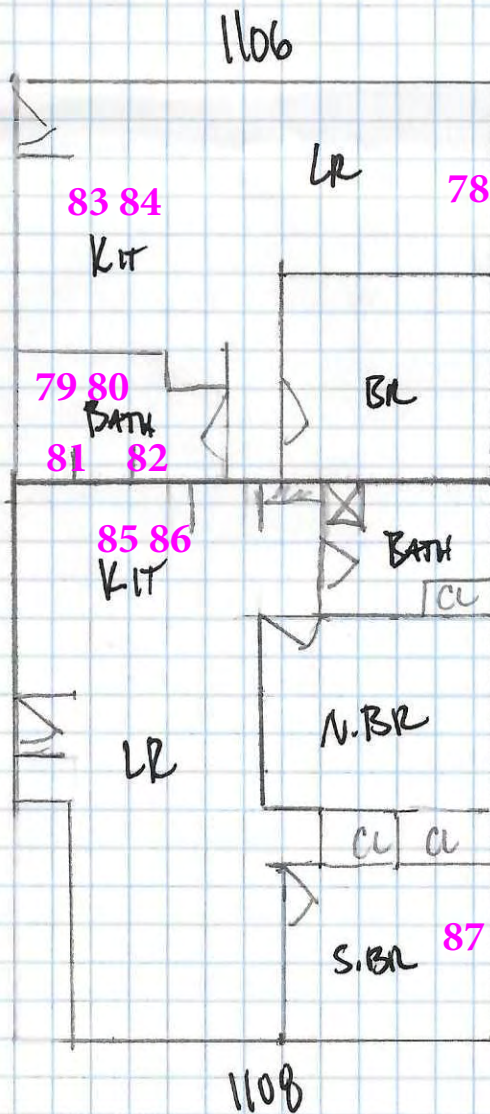 1106
LR
78
83 84
KIT
79 80
BATH
BR
81 82
85 86
KIT
BATH
CL
N.BR
LR
CL CL
87
S.BR
1108